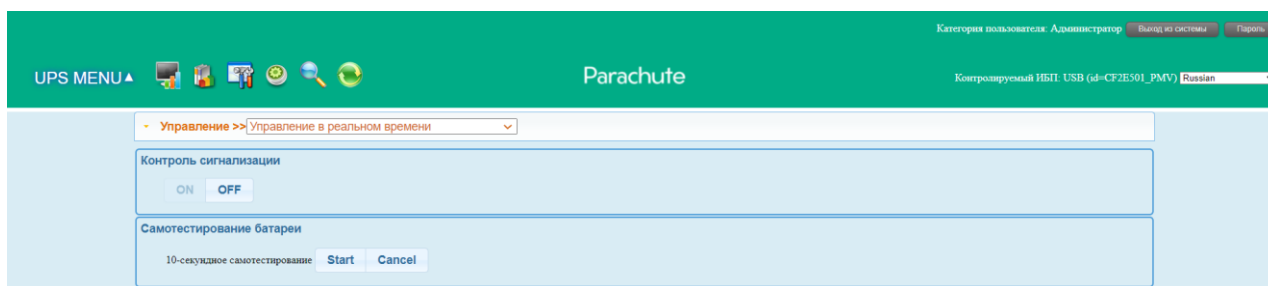 Категория пользователя: Администратор Выход из системы Пароль
UPS MENU▲ Parachute Контролируемый ИБП: USB (id=CF2E501_PMV) Russian
Управление >> Управление в реальном времени
Контроль сигнализации
ON OFF
Самотестирование батареи
10-секундное самотестирование Start Cancel